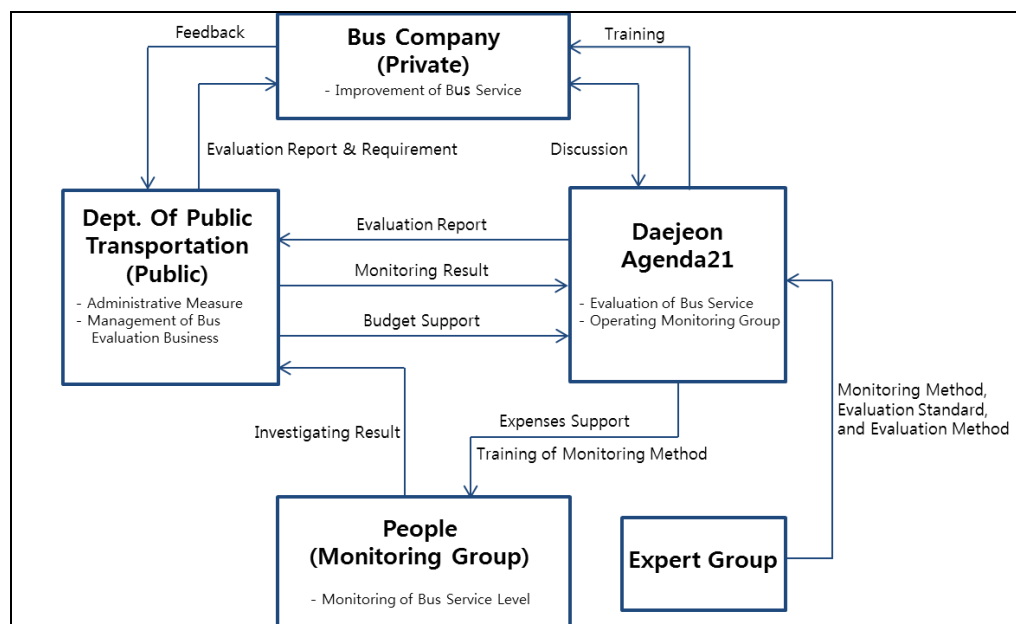 Feedback
Bus Company
(Private)
- Improvement of Bus Service
Training
Evaluation Report & Requirement
Discussion
Dept. Of Public
Transportation
(Public)
- Administrative Measure
- Management of Bus
Evaluation Business
Evaluation Report
Monitoring Result
Budget Support
Daejeon
Agenda21
- Evaluation of Bus Service
- Operating Monitoring Group
Investigating Result
Expenses Support
Training of Monitoring Method
Monitoring Method,
Evaluation Standard,
and Evaluation Method
People
(Monitoring Group)
- Monitoring of Bus Service Level
Expert Group